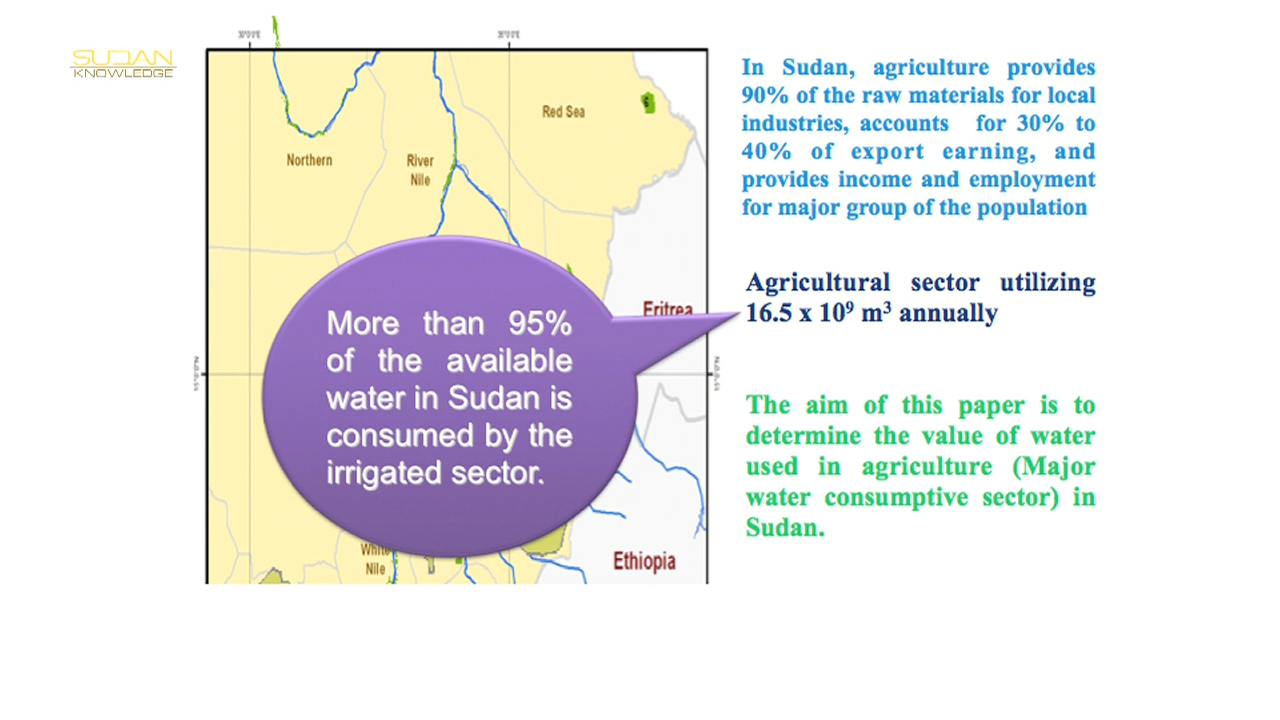 SUDAN
KNOWLEDGE
Red Sea
Northern
River
Nile
Eritrea
More than 95%
of the available
water in Sudan is
consumed by the
irrigated sector.
White
Nile
Ethiopia
In Sudan, agriculture provides
90% of the raw materials for local
industries, accounts for 30% to
40% of export earning, and
provides income and employment
for major group of the population
Agricultural sector utilizing
16.5 x 10⁹ m³ annually
The aim of this paper is to
determine the value of water
used in agriculture (Major
water consumptive sector) in
Sudan.